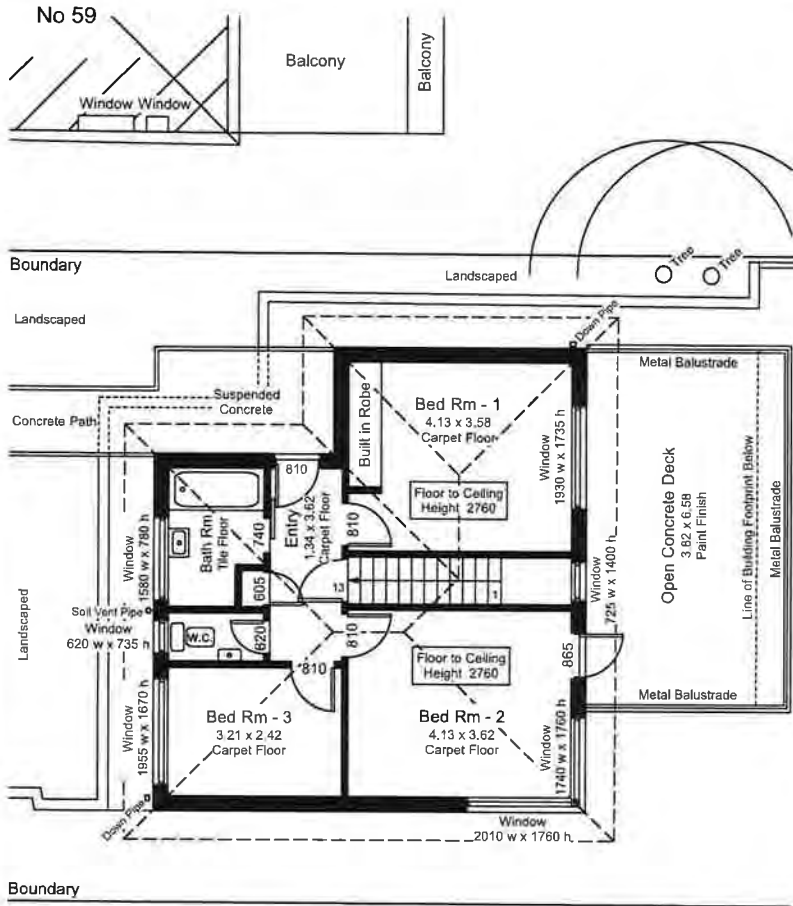 No 59
Balcony
Balcony
Window Window
Boundary
Landscaped
Tree
Tree
Landscaped
Down Pipe
Metal Balustrade
Suspended
Concrete
Concrete Path
Built in Robe
Bed Rm - 1
4.13 x 3.58
Carpet Floor
Window
1930 w x 1735 h
Floor to Ceiling
Height 2760
810
Entry
1.34 x 3.62
Carpet Floor
810
740
Bath Rm
Tile Floor
Window
1580 w x 780 h
Open Concrete Deck
3.82 x 6.58
Paint Finish
Line of Building Footprint Below
Metal Balustrade
Window
725 w x 1400 h
605
13
1
Soil Vent Pipe
Window
620 w x 735 h
W.C.
620
810
810
865
Landscaped
Floor to Ceiling
Height 2760
Bed Rm - 2
4.13 x 3.62
Carpet Floor
Bed Rm - 3
3.21 x 2.42
Carpet Floor
Window
1955 w x 1670 h
Window
1740 w x 1760 h
Metal Balustrade
Down Pipe
Window
2010 w x 1760 h
Boundary